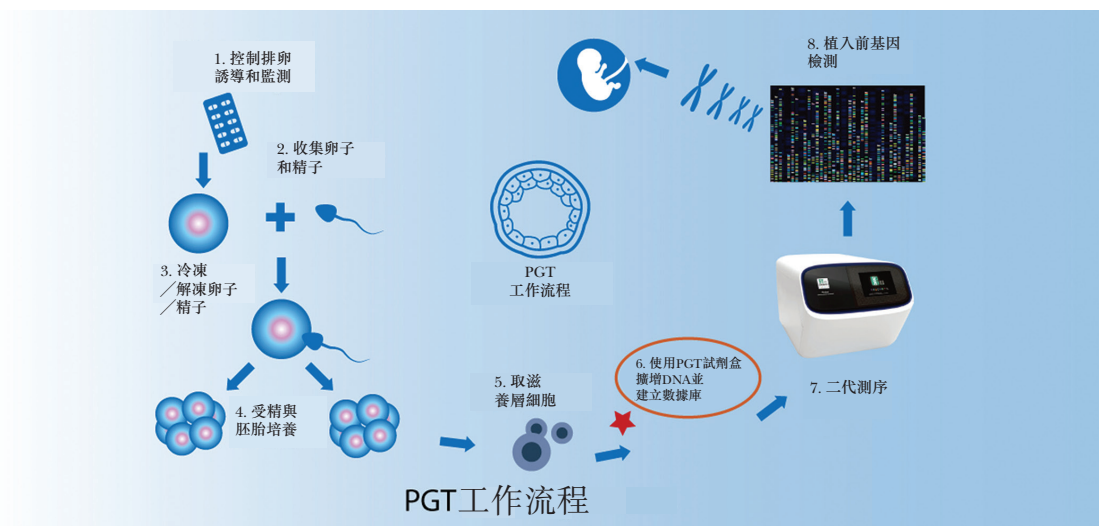 1. 控制排卵
誘導和監測
2. 收集卵子
和精子
3. 冷凍
／解凍卵子
／精子
4. 受精與
胚胎培養
5. 取滋
養層細胞
6. 使用PGT試劑盒
擴增DNA並
建立數據庫
7. 二代測序
8. 植入前基因
檢測
PGT
工作流程
PGT工作流程